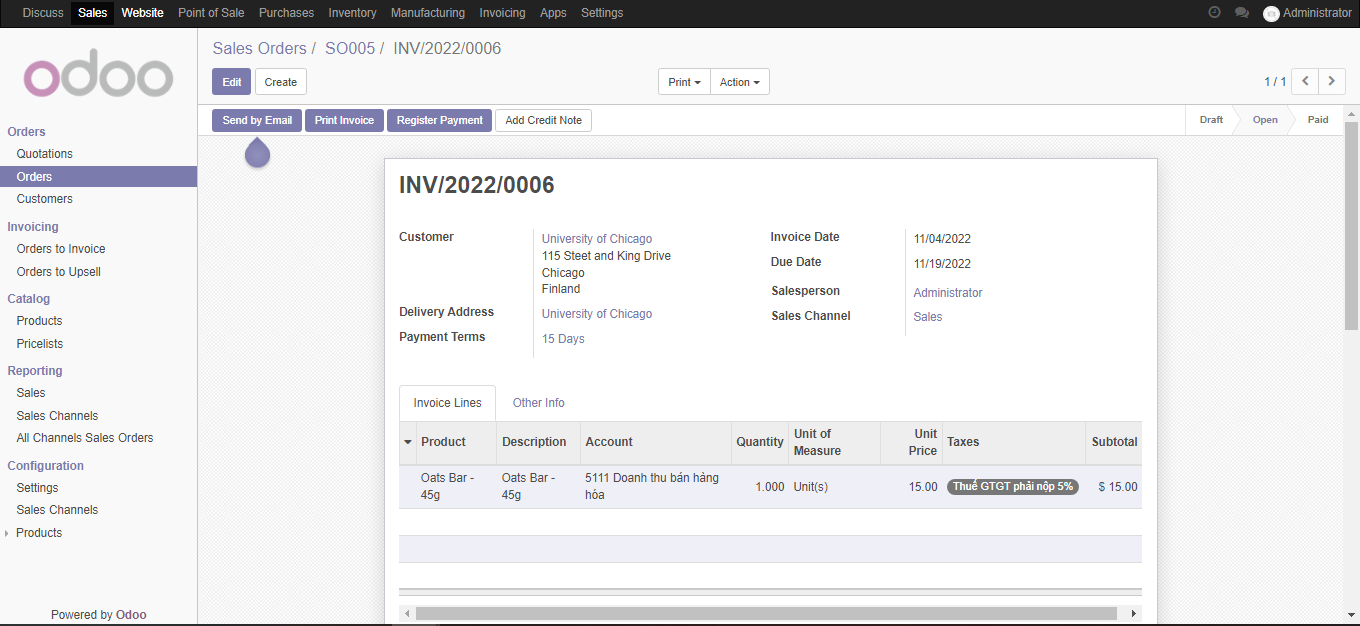 Discuss Sales Website Point of Sale Purchases Inventory Manufacturing Invoicing Apps Settings Administrator
odoo
Orders
Quotations
Orders
Customers
Invoicing
Orders to Invoice
Orders to Upsell
Catalog
Products
Pricelists
Reporting
Sales
Sales Channels
All Channels Sales Orders
Configuration
Settings
Sales Channels
Products
Powered by Odoo
Sales Orders / SO005 / INV/2022/0006
Edit Create Print Action 1 / 1
Send by Email Print Invoice Register Payment Add Credit Note Draft Open Paid
INV/2022/0006
Customer
University of Chicago
115 Steet and King Drive
Chicago
Finland
Delivery Address University of Chicago
Payment Terms 15 Days
Invoice Date 11/04/2022
Due Date 11/19/2022
Salesperson Administrator
Sales Channel Sales
Invoice Lines Other Info
Product Description Account Quantity Unit of Measure Unit Price Taxes Subtotal
Oats Bar - 45g Oats Bar - 45g 5111 Doanh thu bán hàng hóa 1.000 Unit(s) 15.00 Thuế GTGT phải nộp 5% $ 15.00